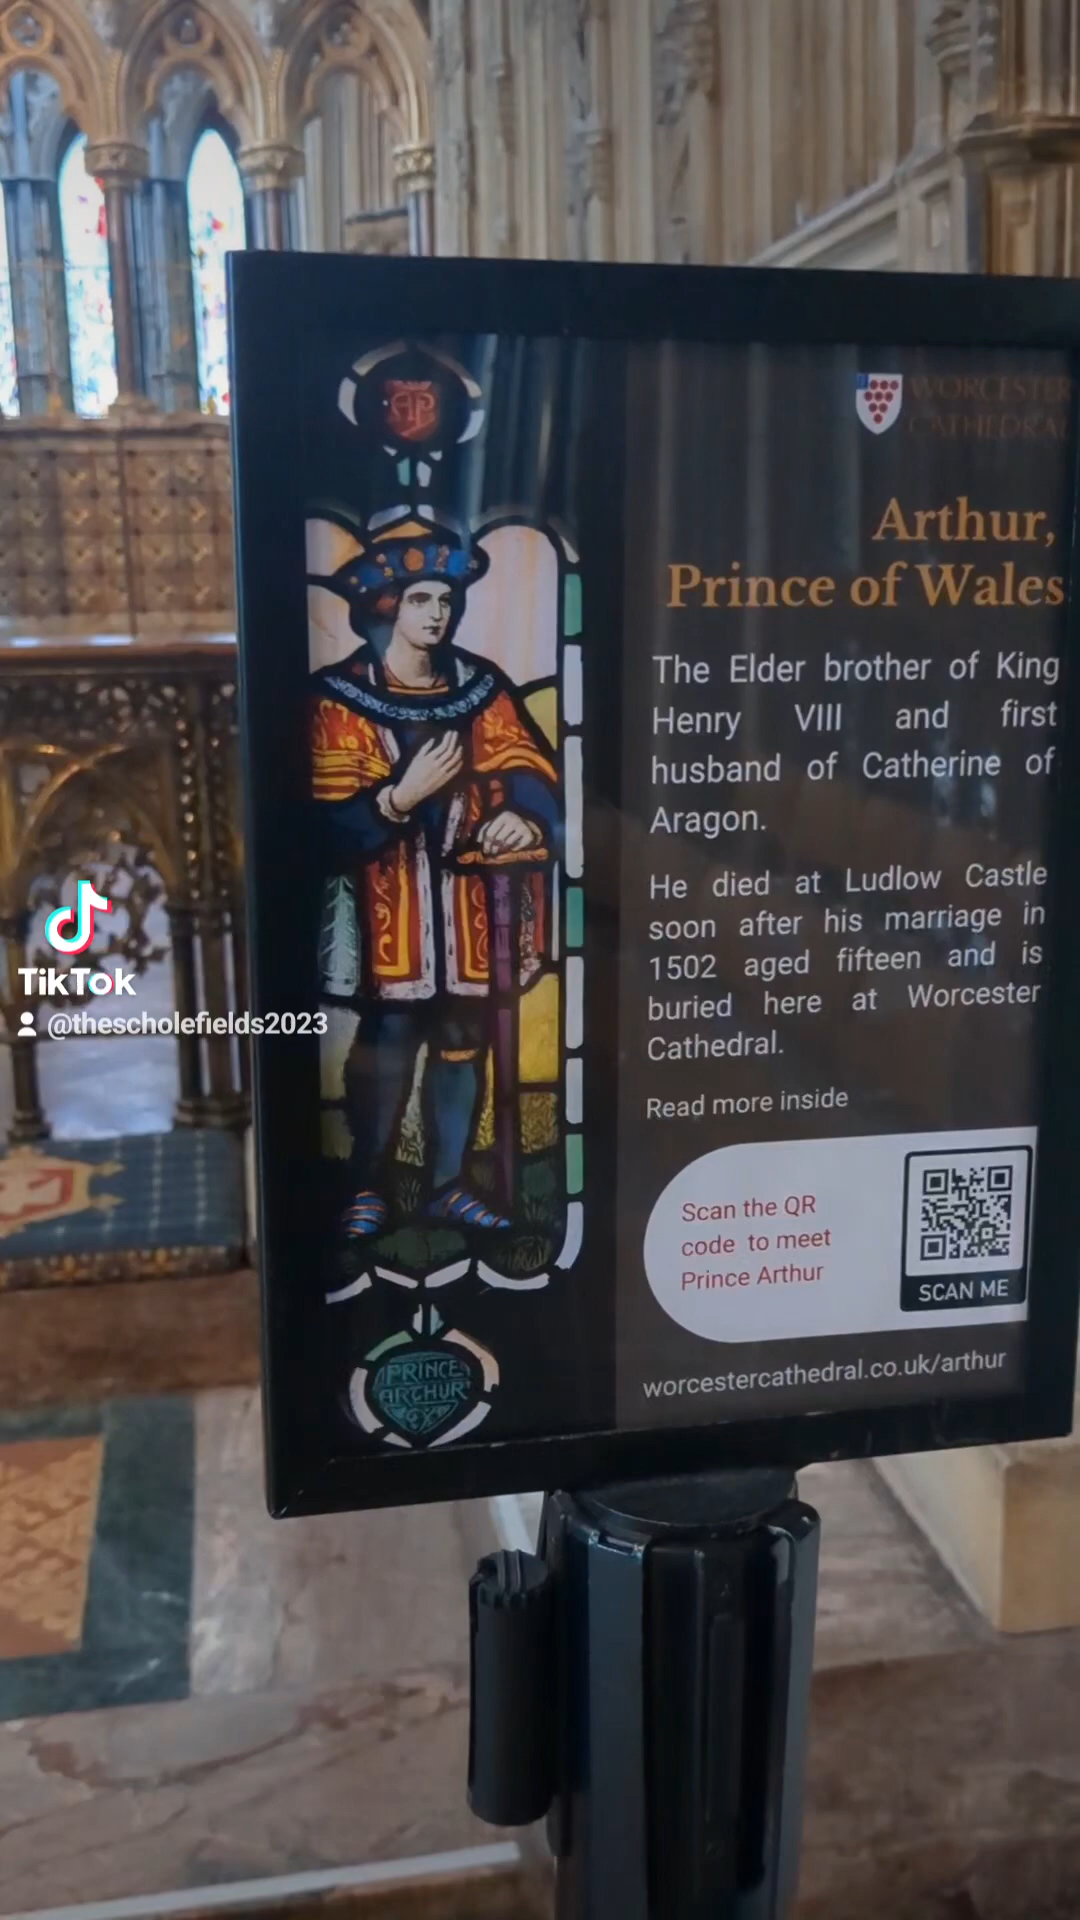 AP
WORCESTER
CATHEDRAL
Arthur,
Prince of Wales
The Elder brother of King
Henry VIII and first
husband of Catherine of
Aragon.
He died at Ludlow Castle
soon after his marriage in
1502 aged fifteen and is
buried here at Worcester
Cathedral.
Read more inside
Scan the QR
code to meet
Prince Arthur
SCAN ME
worcestercathedral.co.uk/arthur
PRINCE
ARTHUR
TikTok
@thescholefields2023